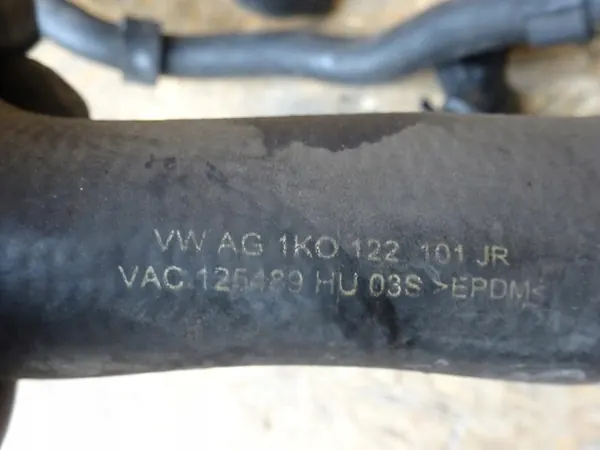 VW AG 1KO 122 101 JR
VAC 125489 HU 03S >EPDM<